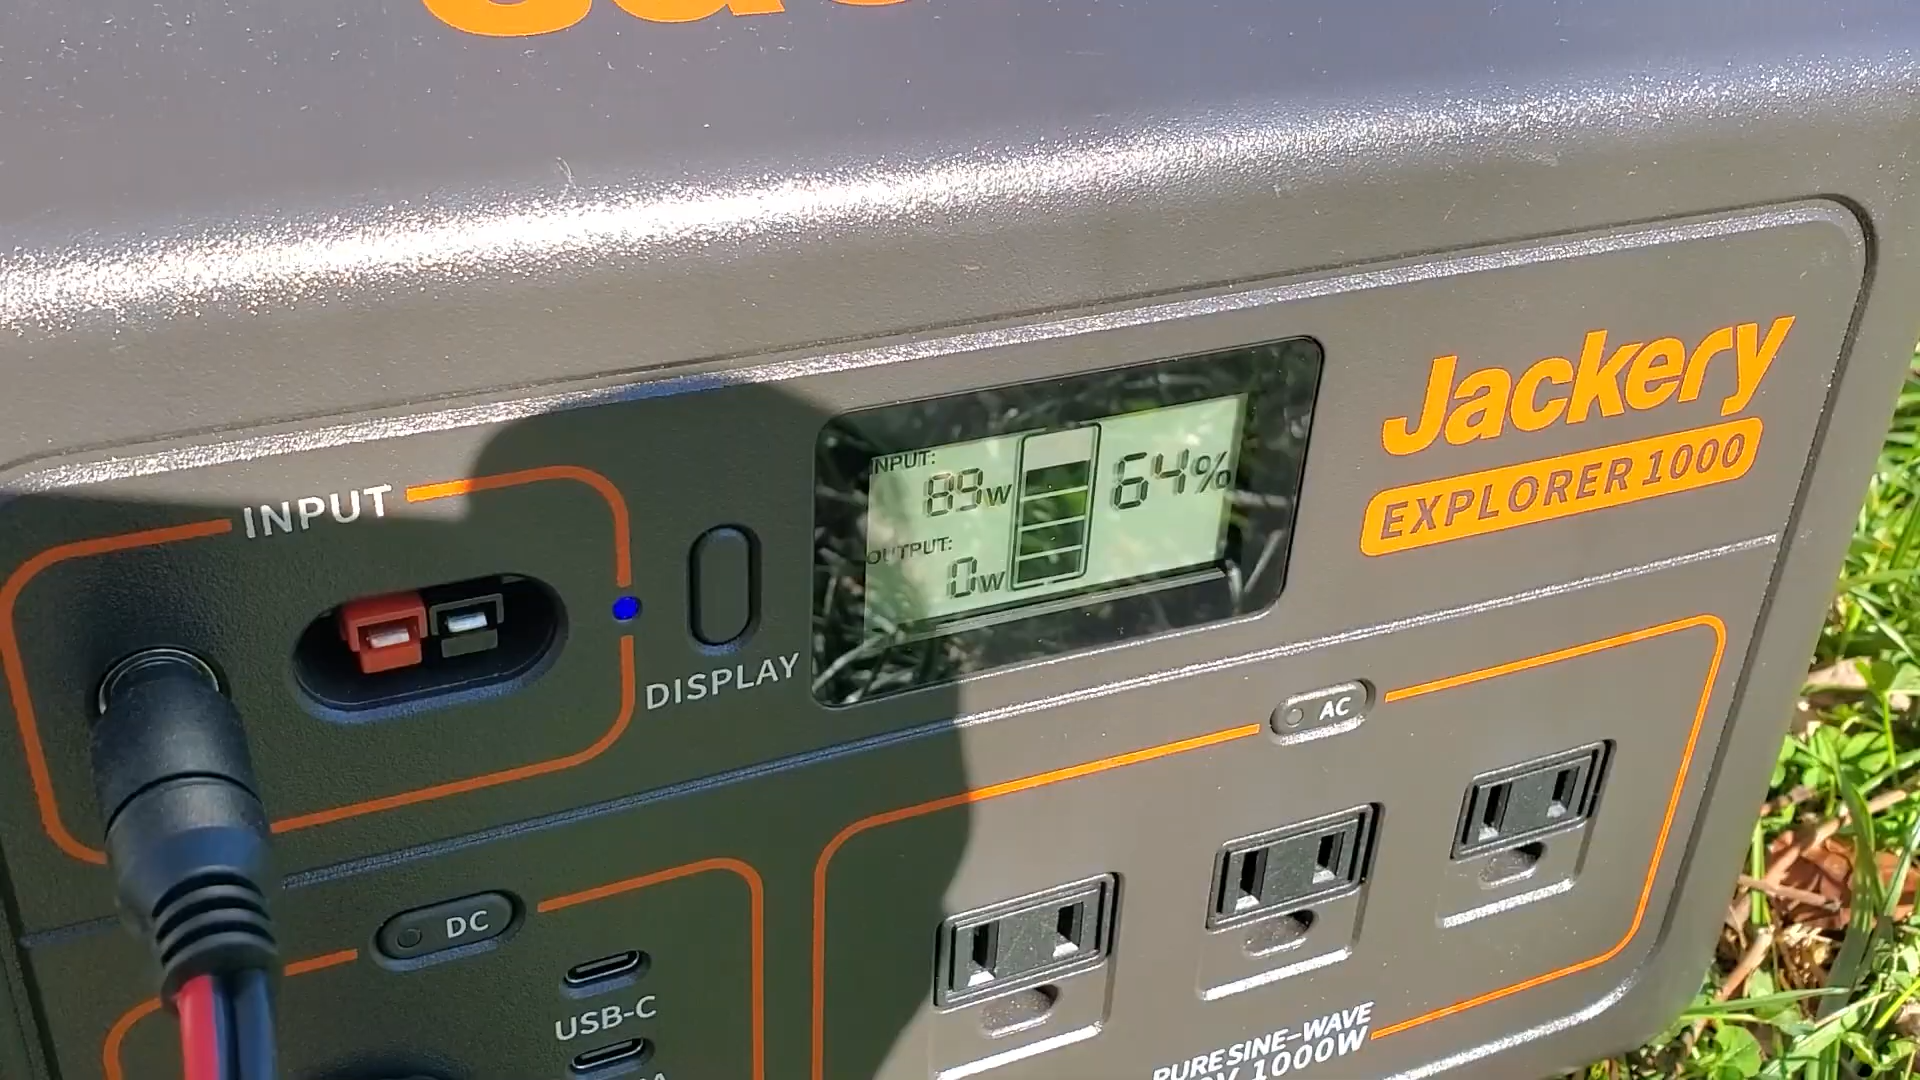 Jackery
EXPLORER 1000
INPUT
INPUT:
89W
64%
OUTPUT:
0W
DISPLAY
AC
DC
USB-C
PURE SINE-WAVE
1000W